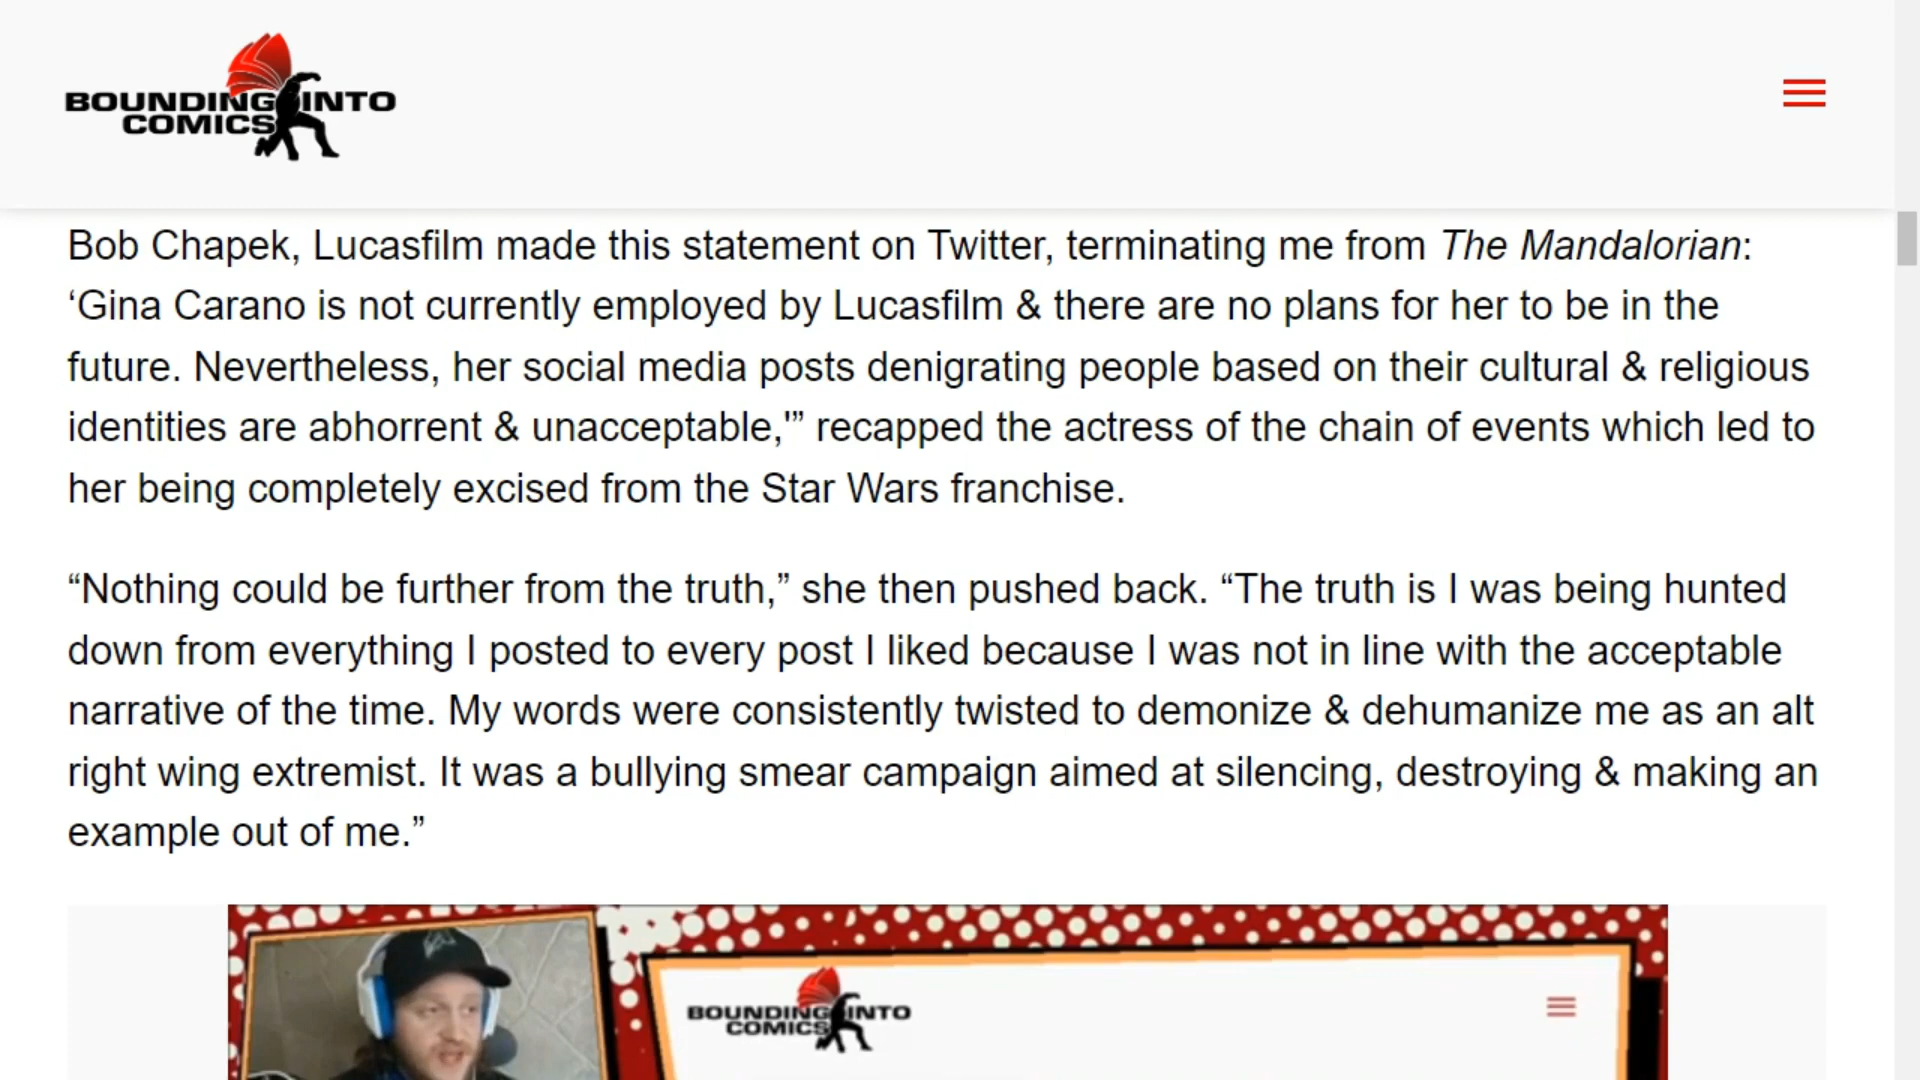 BOUNDING INTO
COMICS
Bob Chapek, Lucasfilm made this statement on Twitter, terminating me from The Mandalorian:
‘Gina Carano is not currently employed by Lucasfilm & there are no plans for her to be in the
future. Nevertheless, her social media posts denigrating people based on their cultural & religious
identities are abhorrent & unacceptable,'” recapped the actress of the chain of events which led to
her being completely excised from the Star Wars franchise.
“Nothing could be further from the truth,” she then pushed back. “The truth is I was being hunted
down from everything I posted to every post I liked because I was not in line with the acceptable
narrative of the time. My words were consistently twisted to demonize & dehumanize me as an alt
right wing extremist. It was a bullying smear campaign aimed at silencing, destroying & making an
example out of me.”
BOUNDING INTO
COMICS